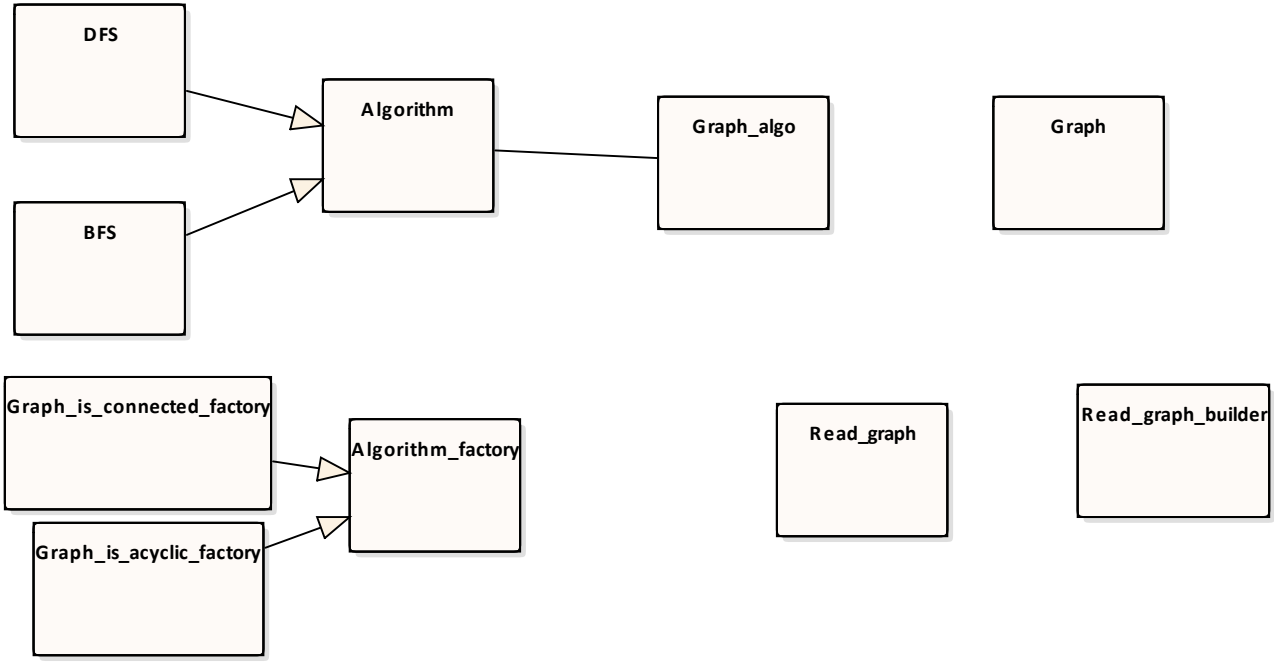 DFS
Algorithm
Graph_algo
Graph
BFS
Graph_is_connected_factory
Algorithm_factory
Read_graph
Read_graph_builder
Graph_is_acyclic_factory